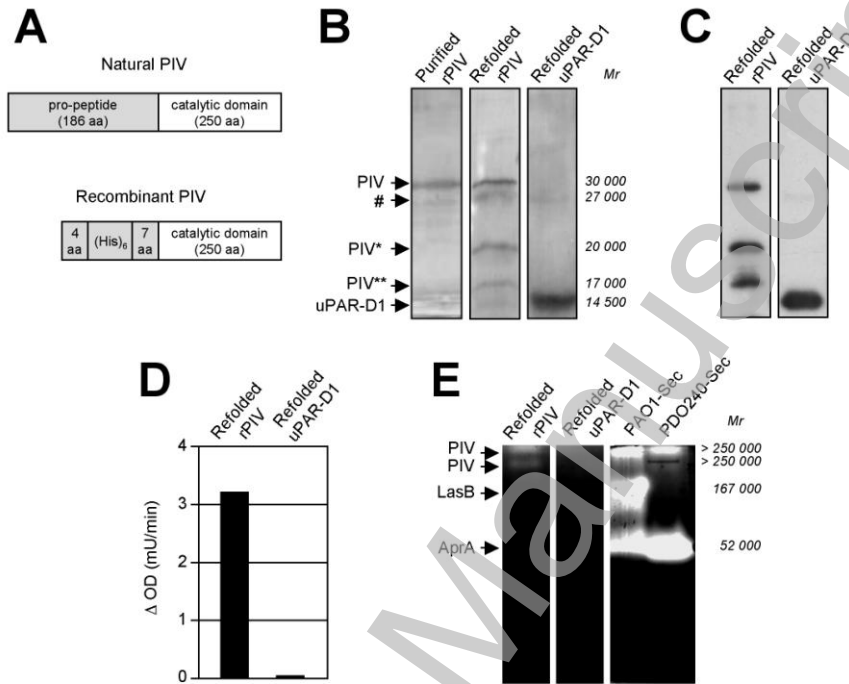 A
Natural PIV
pro-peptide
(186 aa)
catalytic domain
(250 aa)
Recombinant PIV
4
aa
(His)6
7
aa
catalytic domain
(250 aa)
B
Purified
rPIV
Refolded
rPIV
Refolded
uPAR-D1
Mr
PIV
#
PIV*
PIV**
uPAR-D1
30 000
27 000
20 000
17 000
14 500
C
Refolded
rPIV
Refolded
uPAR-D1
D
Refolded
rPIV
Refolded
uPAR-D1
Δ OD (mU/min)
4
3
2
1
0
E
Refolded
rPIV
Refolded
uPAR-D1
PAO1-Sec
PDO240-Sec
Mr
PIV
PIV
LasB
AprA
> 250 000
> 250 000
167 000
52 000